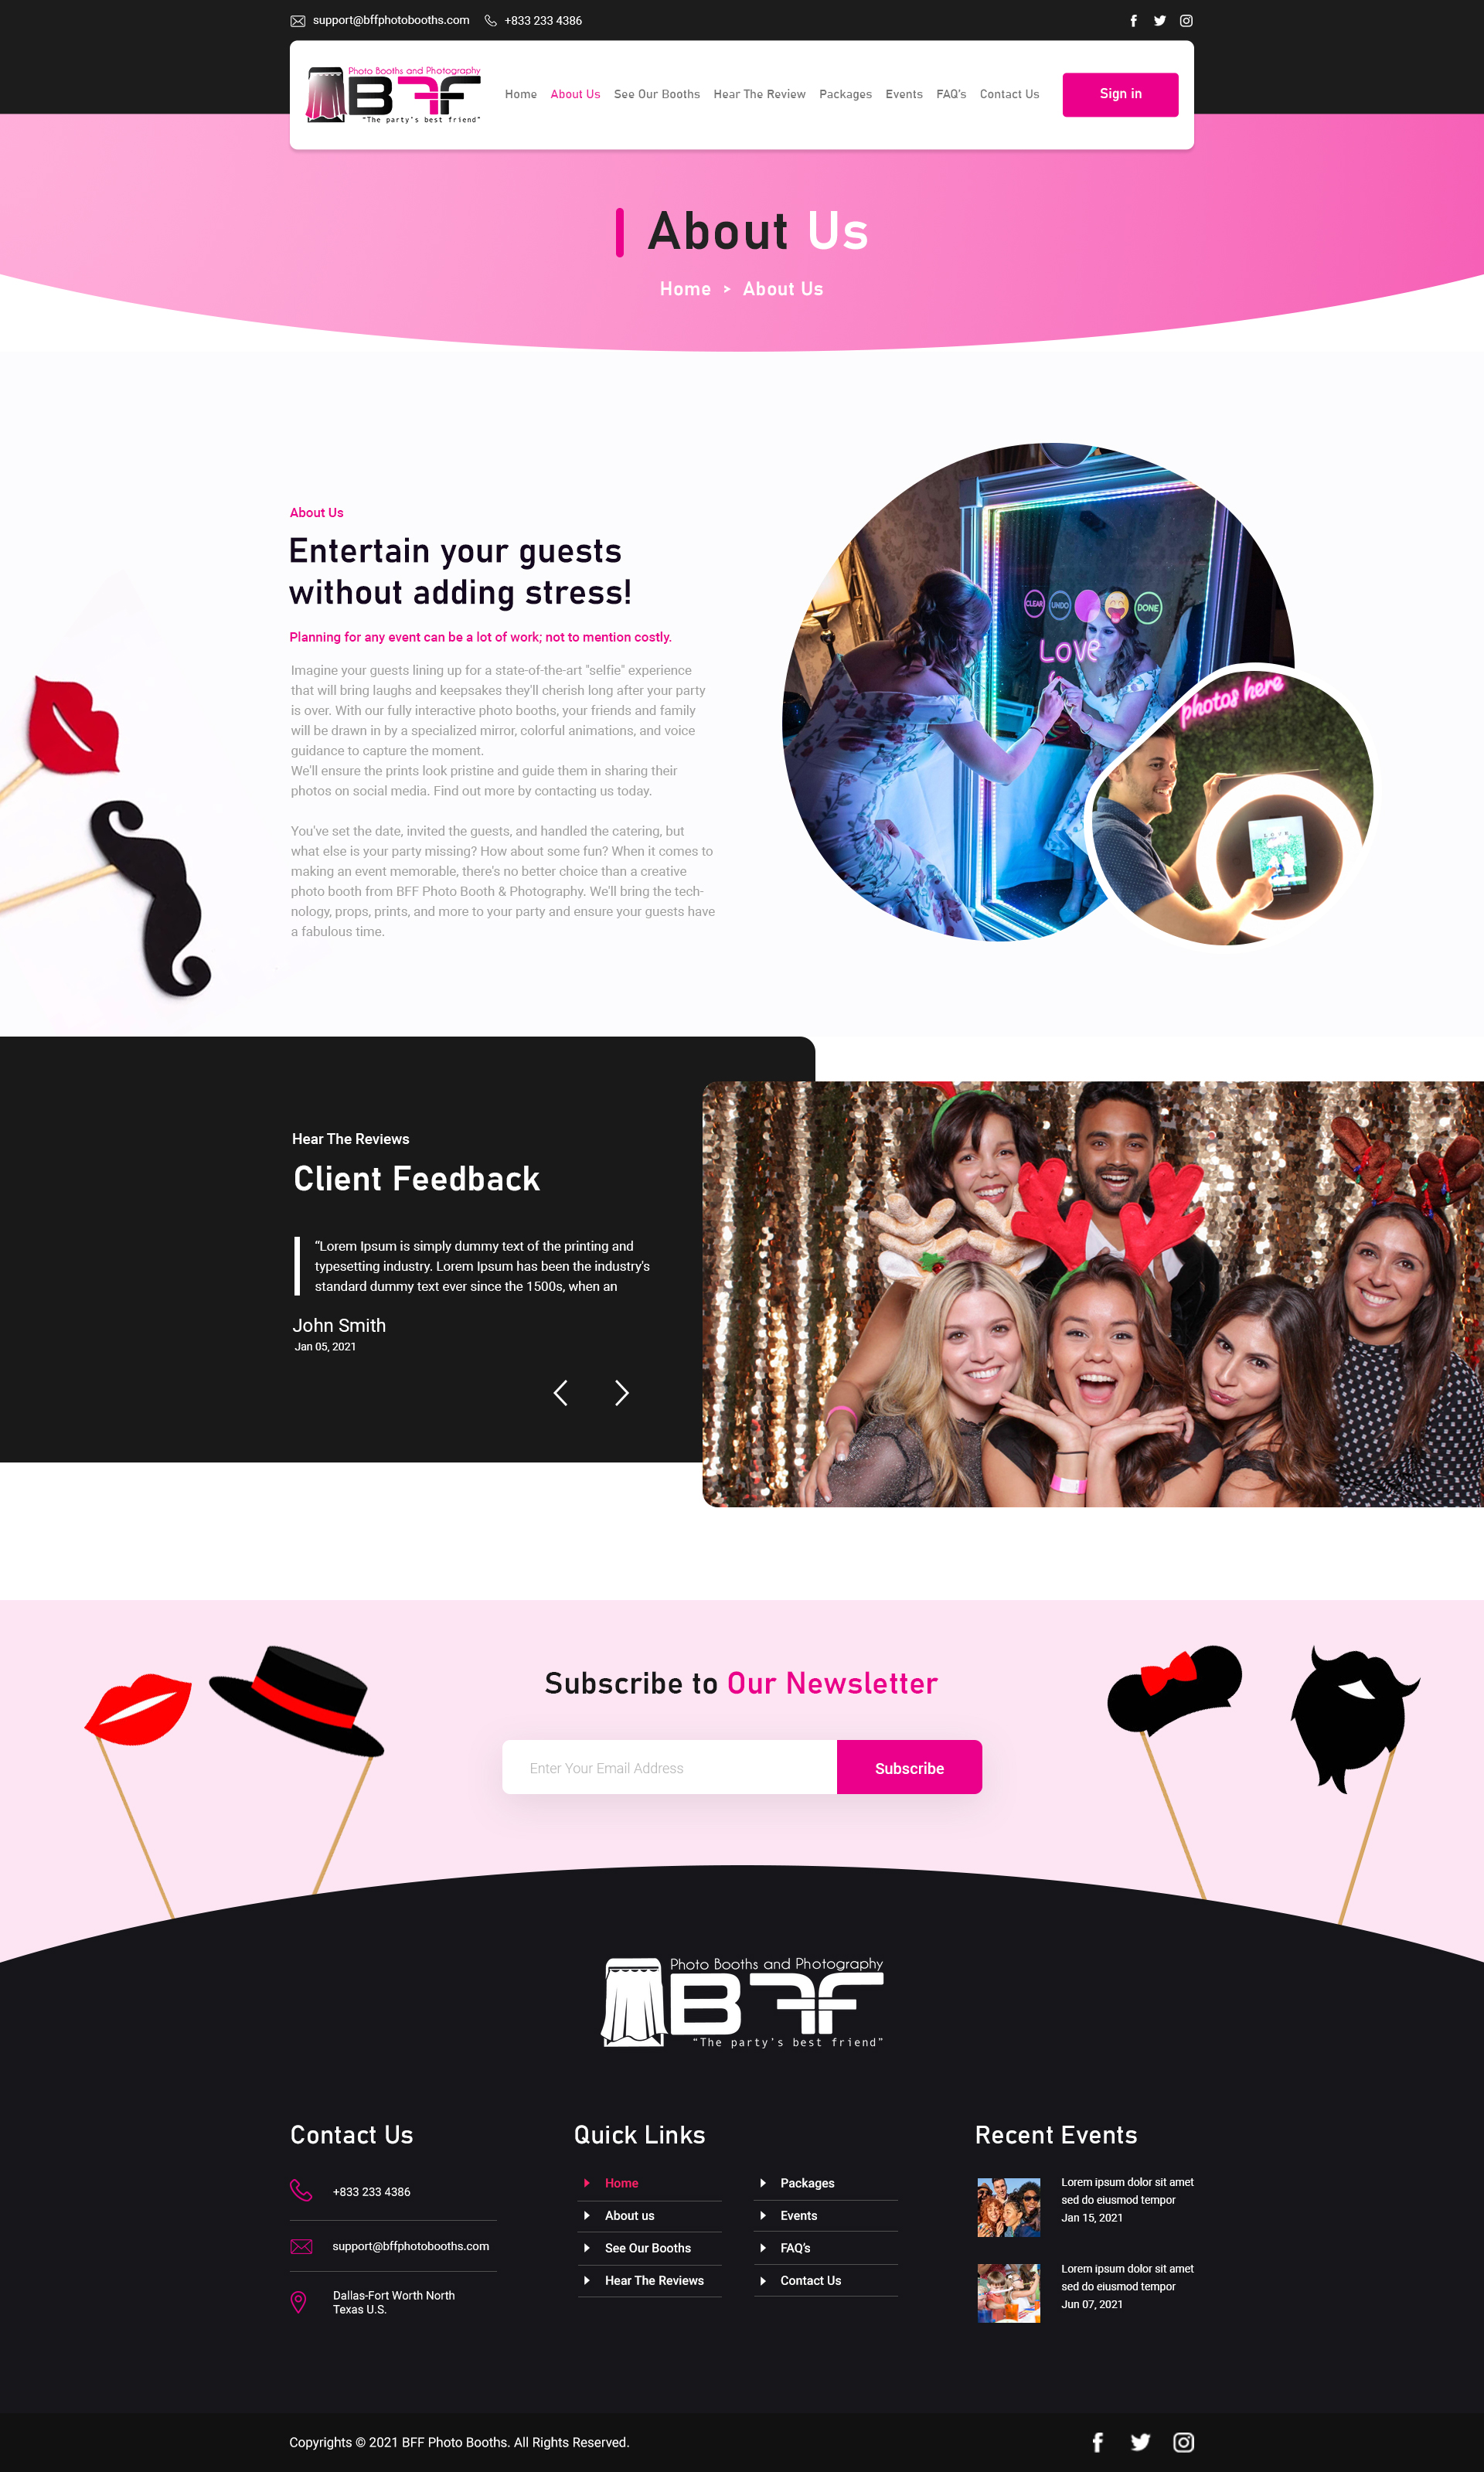 support@bffphotobooths.com +833 233 4386
Photo Booths and Photography
BFF
"The party's best friend"
Home About Us See Our Booths Hear The Review Packages Events FAQ's Contact Us Sign in
About Us
Home > About Us
About Us
Entertain your guests
without adding stress!
Planning for any event can be a lot of work; not to mention costly.
Imagine your guests lining up for a state-of-the-art "selfie" experience
that will bring laughs and keepsakes they'll cherish long after your party
is over. With our fully interactive photo booths, your friends and family
will be drawn in by a specialized mirror, colorful animations, and voice
guidance to capture the moment.
We'll ensure the prints look pristine and guide them in sharing their
photos on social media. Find out more by contacting us today.
You've set the date, invited the guests, and handled the catering, but
what else is your party missing? How about some fun? When it comes to
making an event memorable, there's no better choice than a creative
photo booth from BFF Photo Booth & Photography. We'll bring the tech-
nology, props, prints, and more to your party and ensure your guests have
a fabulous time.
CLEAR UNDO DONE
LOVE
photos here
LOVE
Hear The Reviews
Client Feedback
“Lorem Ipsum is simply dummy text of the printing and
typesetting industry. Lorem Ipsum has been the industry's
standard dummy text ever since the 1500s, when an
John Smith
Jan 05, 2021
Subscribe to Our Newsletter
Enter Your Email Address Subscribe
Photo Booths and Photography
BFF
"The party's best friend"
Contact Us
+833 233 4386
support@bffphotobooths.com
Dallas-Fort Worth North
Texas U.S.
Quick Links
Home
About us
See Our Booths
Hear The Reviews
Packages
Events
FAQ's
Contact Us
Recent Events
Lorem ipsum dolor sit amet
sed do eiusmod tempor
Jan 15, 2021
Lorem ipsum dolor sit amet
sed do eiusmod tempor
Jun 07, 2021
Copyrights © 2021 BFF Photo Booths. All Rights Reserved.